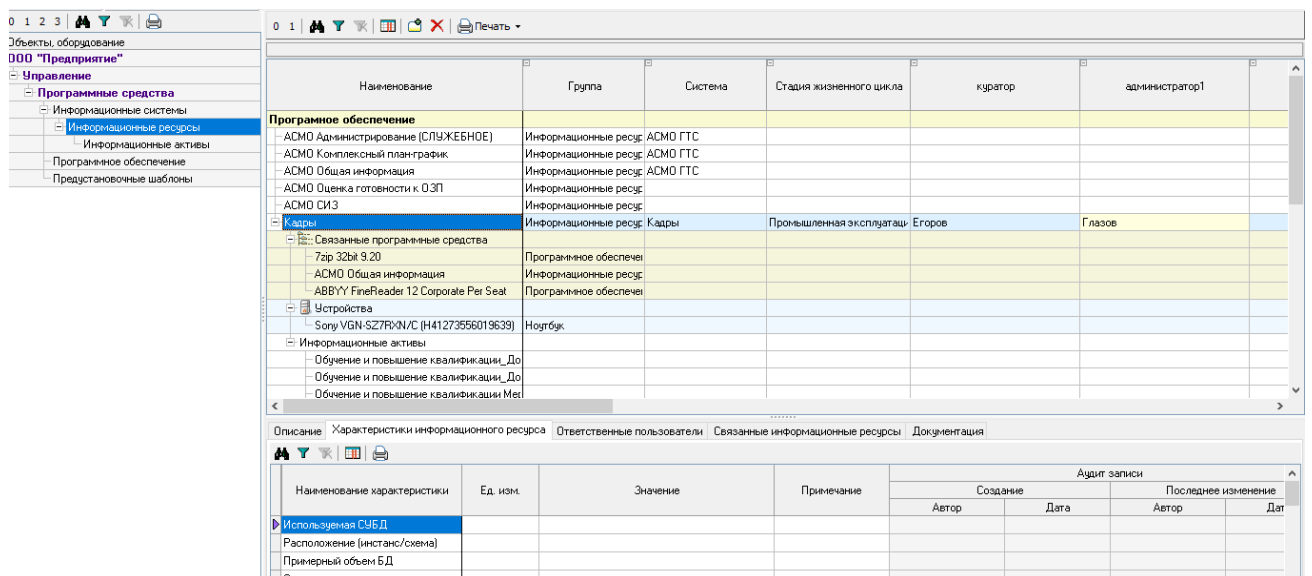 0 1 2 3
Объекты, оборудование
ООО "Предприятие"
Управление
Программные средства
Информационные системы
Информационные ресурсы
Информационные активы
Программное обеспечение
Предустановочные шаблоны
0 1 Печать
Наименование Группа Система Стадия жизненного цикла куратор администратор1
Програмное обеспечение
АСМО Администрирование (СЛУЖЕБНОЕ) Информационные ресур АСМО ГТС
АСМО Комплексный план-график Информационные ресур АСМО ГТС
АСМО Общая информация Информационные ресур АСМО ГТС
АСМО Оценка готовности к ОЗП Информационные ресур
АСМО СИЗ Информационные ресур
Кадры Информационные ресур Кадры Промышленная эксплуатаци Егоров Глазов
Связанные программные средства
7zip 32bit 9.20 Программное обеспечен
АСМО Общая информация Информационные ресур
ABBYY FineReader 12 Corporate Per Seat Программное обеспечен
Устройства
Sony VGN-SZ7RXN/C (H41273556019639) Ноутбук
Информационные активы
Обучение и повышение квалификации_До
Обучение и повышение квалификации_До
Обучение и повышение квалификации Мер
Описание Характеристики информационного ресурса Ответственные пользователи Связанные информационные ресурсы Документация
Наименование характеристики Ед. изм. Значение Примечание Аудит записи
Создание Последнее изменение
Автор Дата Автор Дат
Используемая СУБД
Расположение (инстанс/схема)
Примерный объем БД